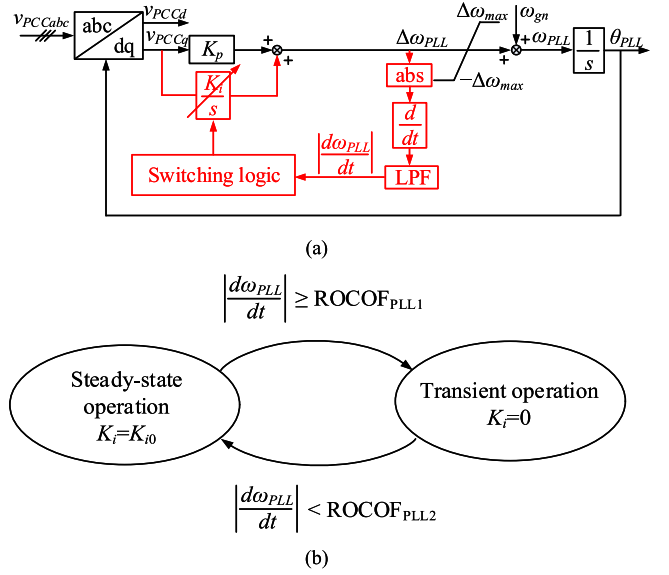 v_PCCabc
abc
dq
v_PCCd
v_PCCq
K_p
+
+
K_i
s
Δω_PLL
Δω_max
−Δω_max
ω_gn
+
+
ω_PLL
1
s
θ_PLL
abs
d
dt
LPF
|dω_PLL/dt|
Switching logic
(a)
|dω_PLL/dt| ≥ ROCOF_PLL1
Steady-state
operation
K_i=K_i0
Transient operation
K_i=0
|dω_PLL/dt| < ROCOF_PLL2
(b)